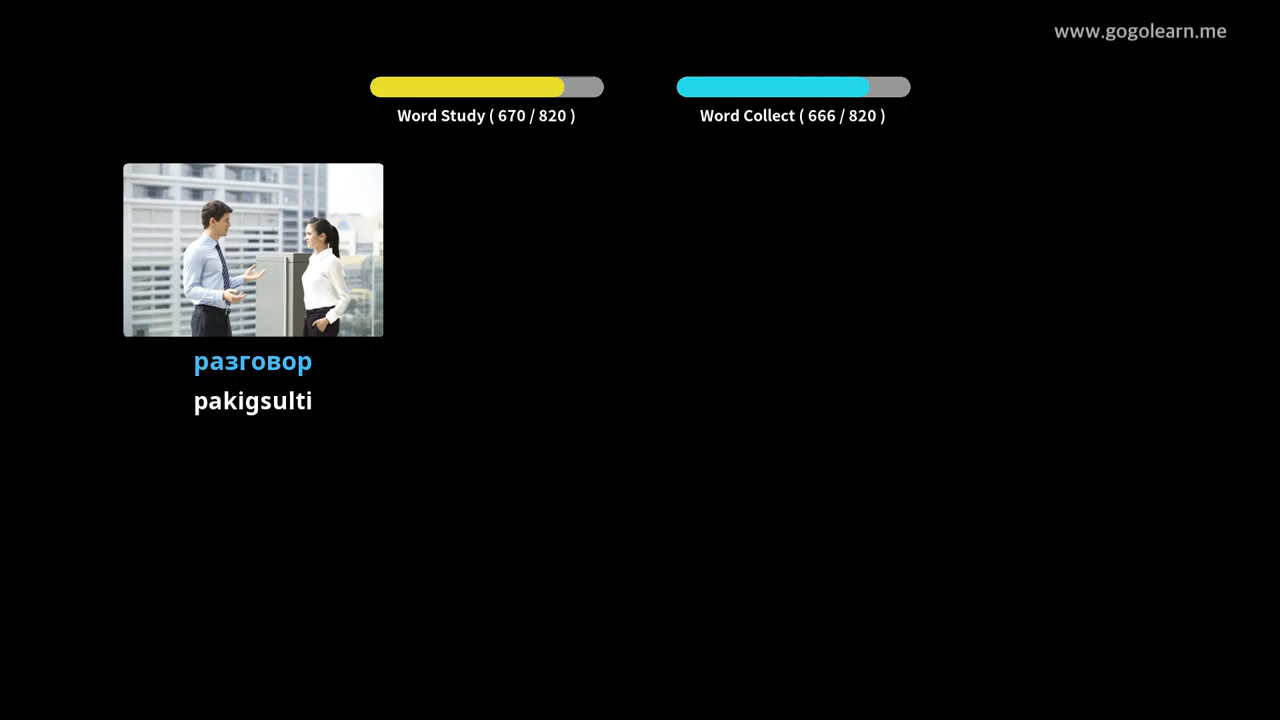 www.gogolearn.me
Word Study ( 670 / 820 )
Word Collect ( 666 / 820 )
разговор
pakigsulti